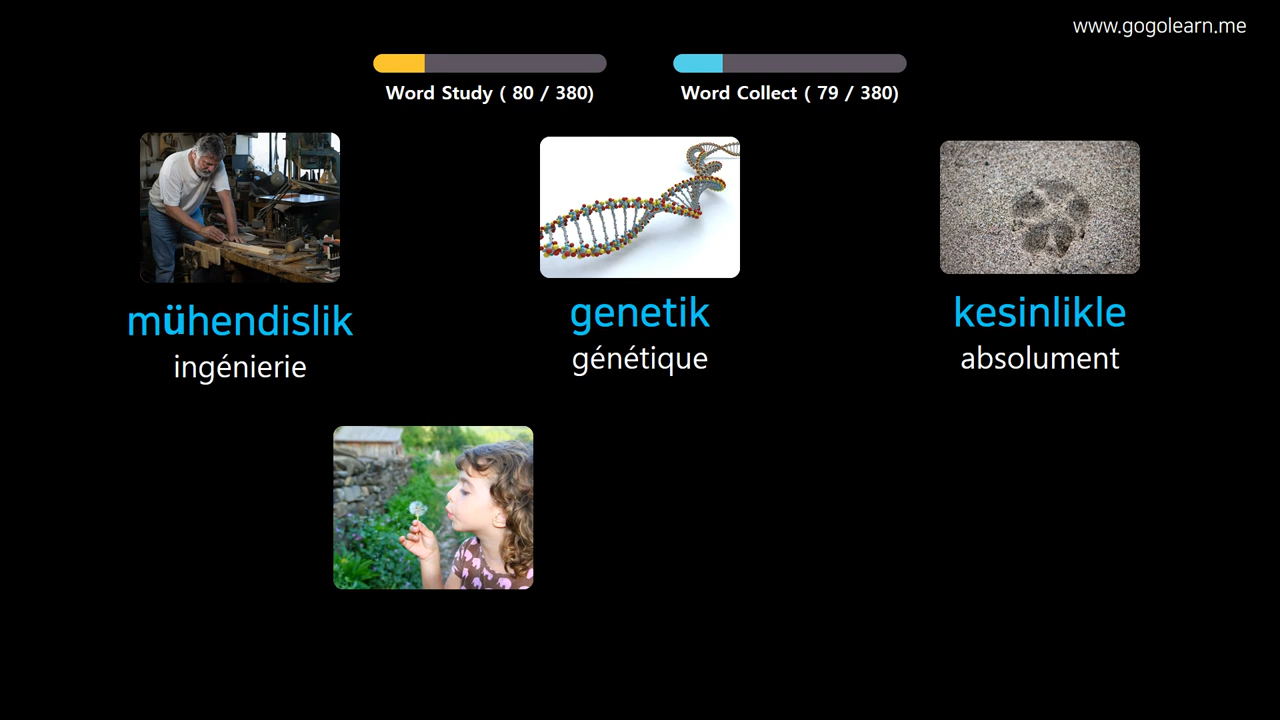 www.gogolearn.me
Word Study ( 80 / 380)
Word Collect ( 79 / 380)
mühendislik
ingénierie
genetik
génétique
kesinlikle
absolument